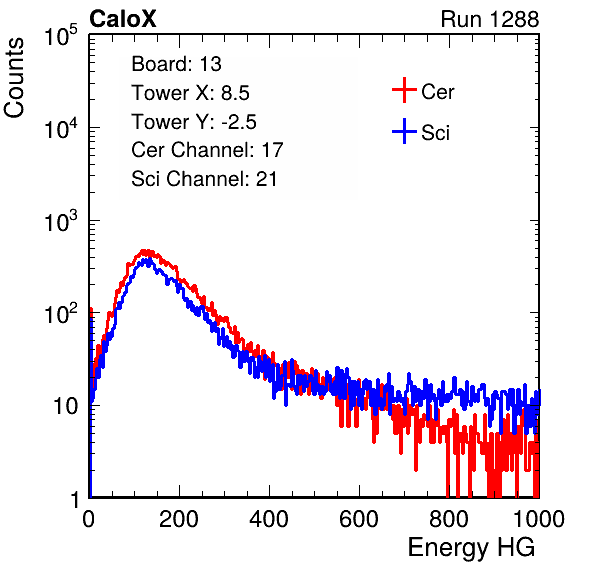 CaloX Run 1288
Counts
Board: 13
Tower X: 8.5
Tower Y: -2.5
Cer Channel: 17
Sci Channel: 21
Cer
Sci
10^5
10^4
10^3
10^2
10
1
0 200 400 600 800 1000
Energy HG